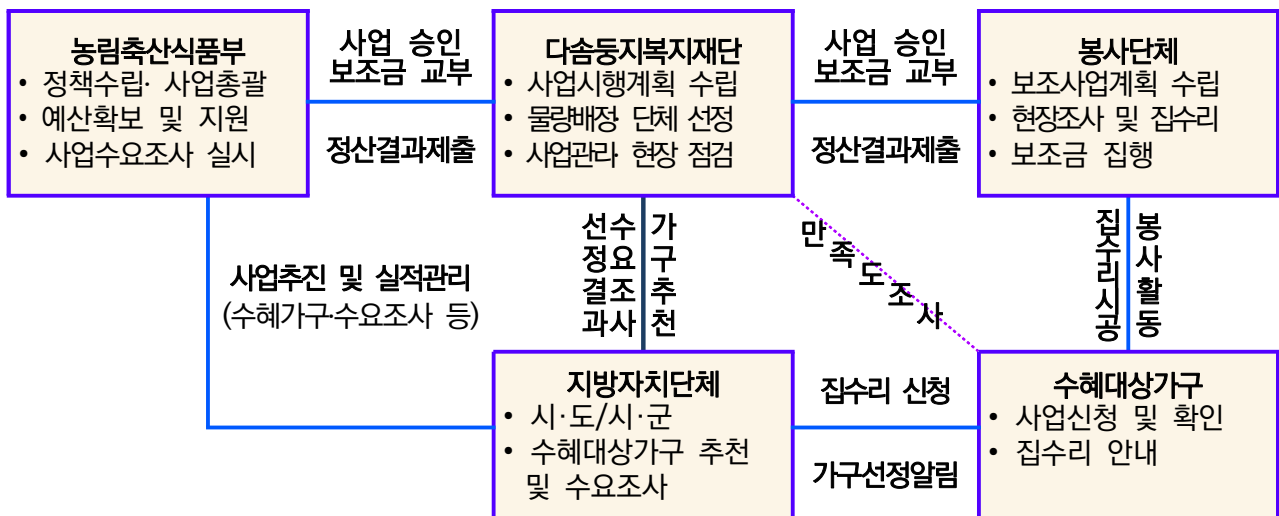 농림축산식품부
• 정책수립· 사업총괄
• 예산확보 및 지원
• 사업수요조사 실시
사업 승인
보조금 교부
정산결과제출
다솜둥지복지재단
• 사업시행계획 수립
• 물량배정· 단체 선정
• 사업관리· 현장 점검
사업 승인
보조금 교부
정산결과제출
봉사단체
• 보조사업계획 수립
• 현장조사 및 집수리
• 보조금 집행
사업추진 및 실적관리
(수혜가구·수요조사 등)
수요조사
선정결과
가구추천
만족도조사
집수리시공
봉사활동
지방자치단체
• 시·도/시·군
• 수혜대상가구 추천
및 수요조사
집수리 신청
가구선정알림
수혜대상가구
• 사업신청 및 확인
• 집수리 안내